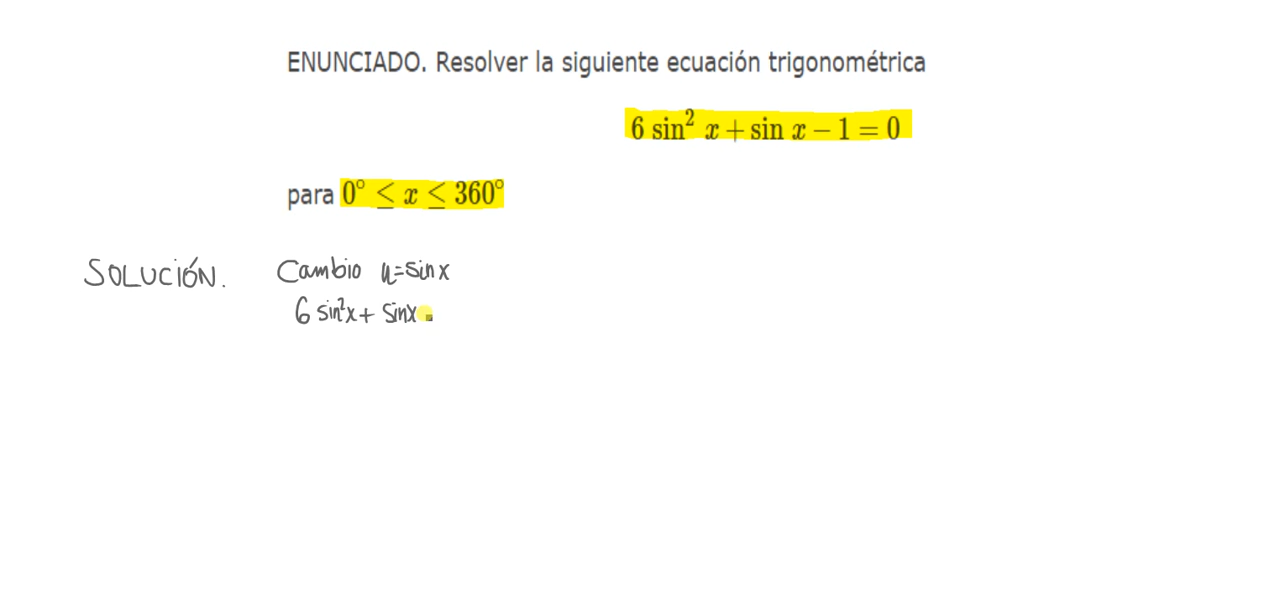 ENUNCIADO. Resolver la siguiente ecuación trigonométrica
6 sin² x + sin x − 1 = 0
para 0° ≤ x ≤ 360°
SOLUCIÓN. Cambio u=sinx
6 sin²x + sinx